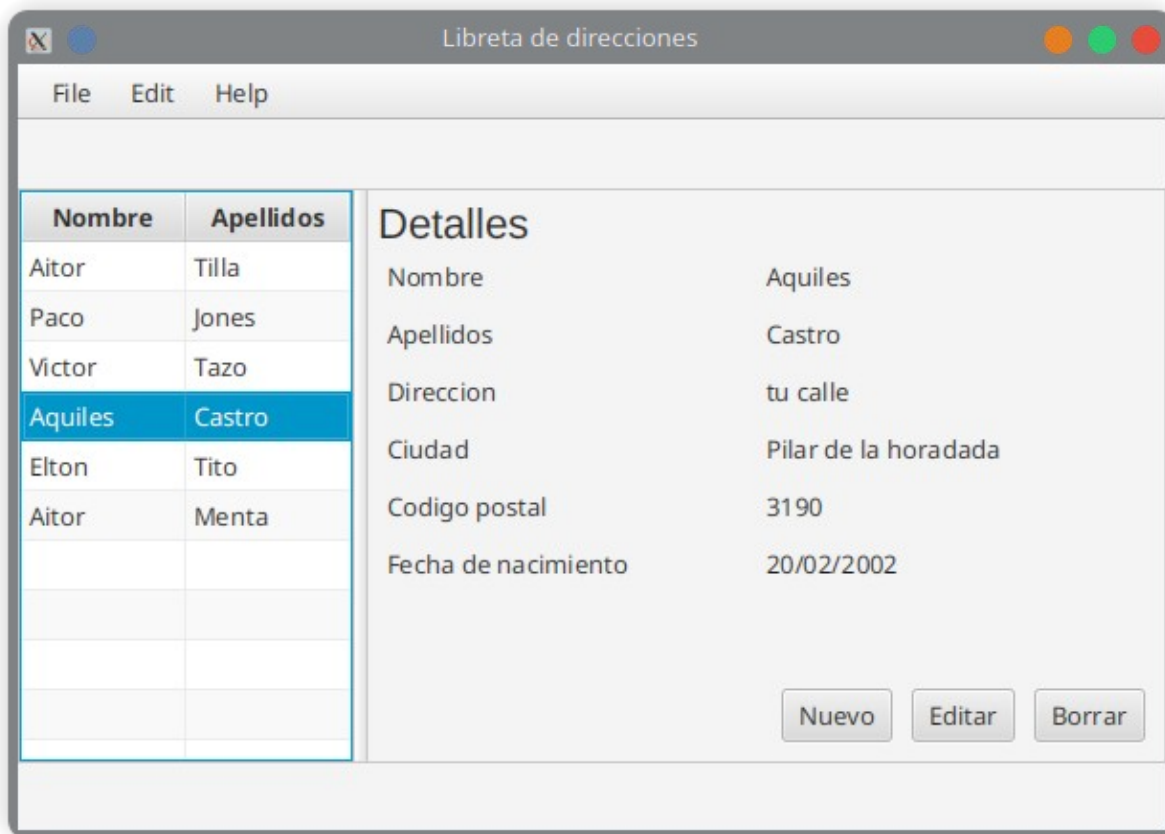 Libreta de direcciones
File Edit Help
Nombre Apellidos
Aitor Tilla
Paco Jones
Victor Tazo
Aquiles Castro
Elton Tito
Aitor Menta
Detalles
Nombre Aquiles
Apellidos Castro
Direccion tu calle
Ciudad Pilar de la horadada
Codigo postal 3190
Fecha de nacimiento 20/02/2002
Nuevo Editar Borrar